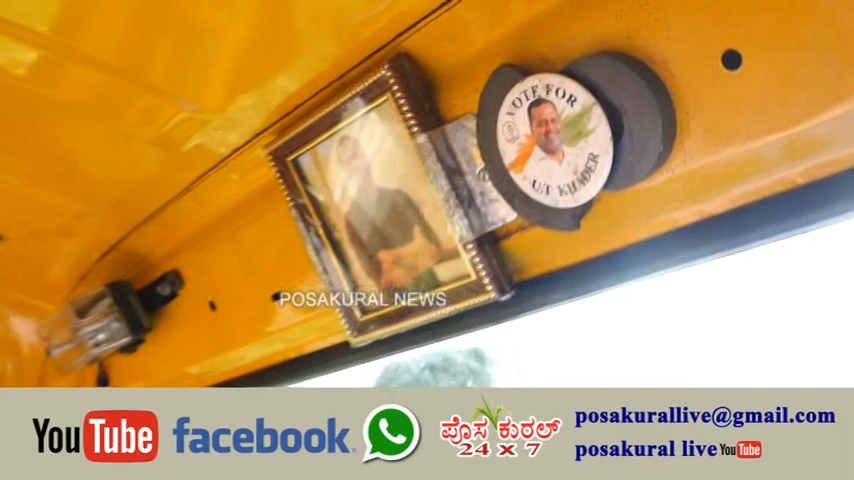 VOTE FOR
U.T KHADER
POSAKURAL NEWS
YouTube
facebook
ಪೊಸ ಕುರಲ್
24 x 7
posakurallive@gmail.com
posakural live YouTube